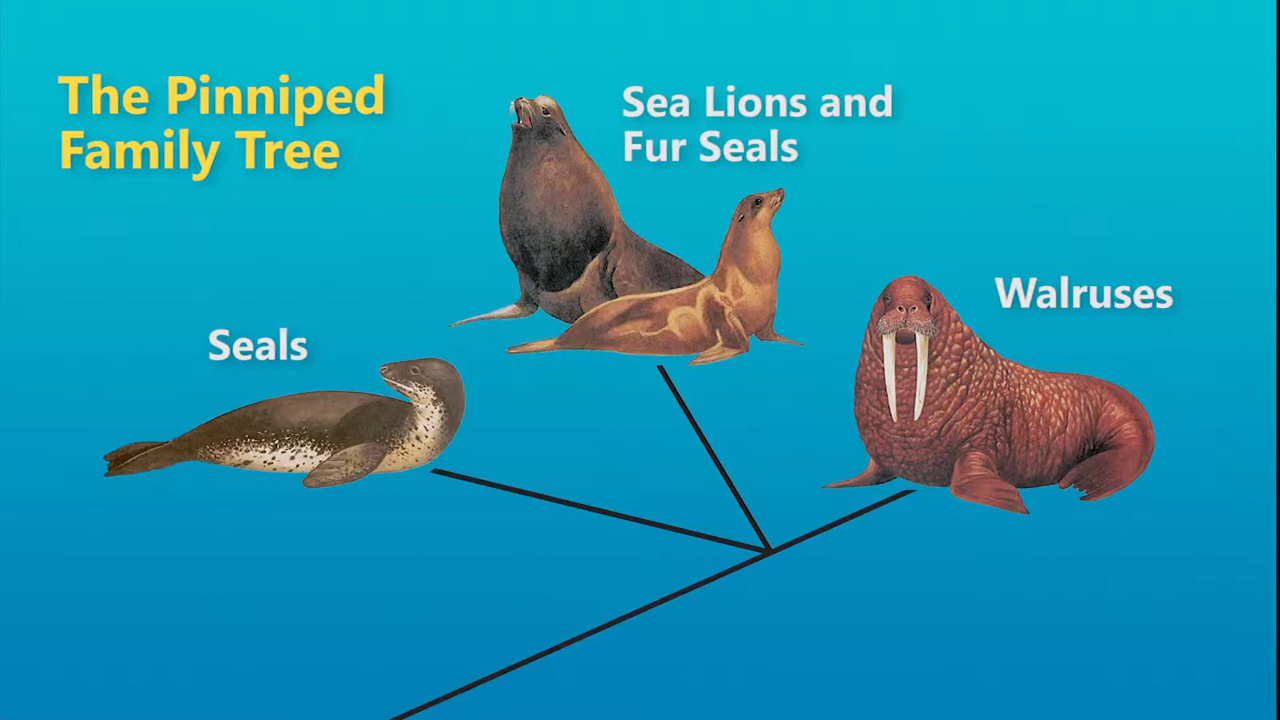 The Pinniped
Family Tree
Sea Lions and
Fur Seals
Walruses
Seals